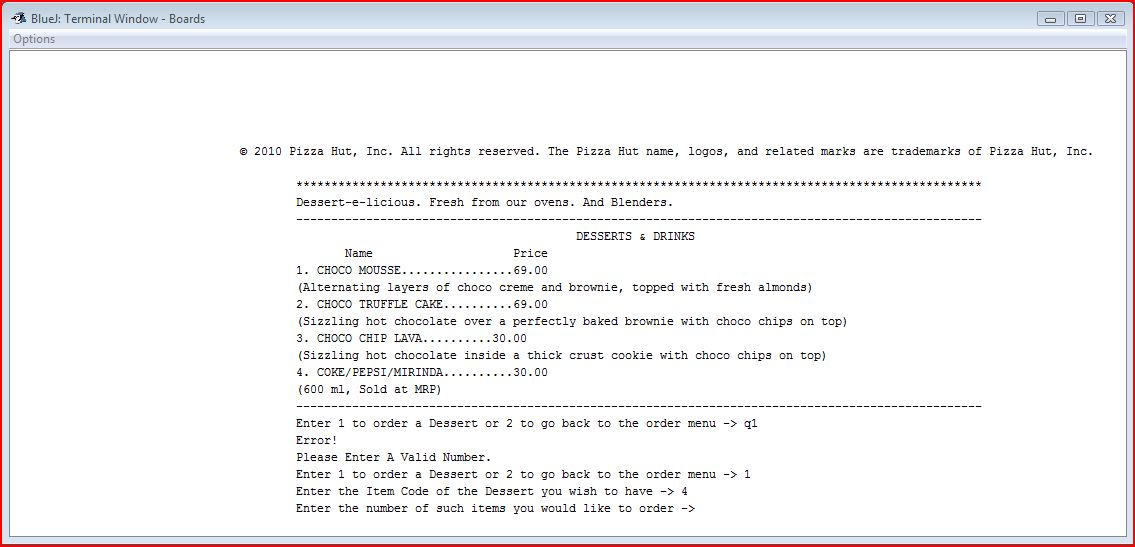 BlueJ: Terminal Window - Boards
Options
© 2010 Pizza Hut, Inc. All rights reserved. The Pizza Hut name, logos, and related marks are trademarks of Pizza Hut, Inc.
**************************************************************************************************
Dessert-e-licious. Fresh from our ovens. And Blenders.
--------------------------------------------------------------------------------------------------
DESSERTS & DRINKS
Name Price
1. CHOCO MOUSSE................69.00
(Alternating layers of choco creme and brownie, topped with fresh almonds)
2. CHOCO TRUFFLE CAKE..........69.00
(Sizzling hot chocolate over a perfectly baked brownie with choco chips on top)
3. CHOCO CHIP LAVA..........30.00
(Sizzling hot chocolate inside a thick crust cookie with choco chips on top)
4. COKE/PEPSI/MIRINDA..........30.00
(600 ml, Sold at MRP)
--------------------------------------------------------------------------------------------------
Enter 1 to order a Dessert or 2 to go back to the order menu -> q1
Error!
Please Enter A Valid Number.
Enter 1 to order a Dessert or 2 to go back to the order menu -> 1
Enter the Item Code of the Dessert you wish to have -> 4
Enter the number of such items you would like to order ->